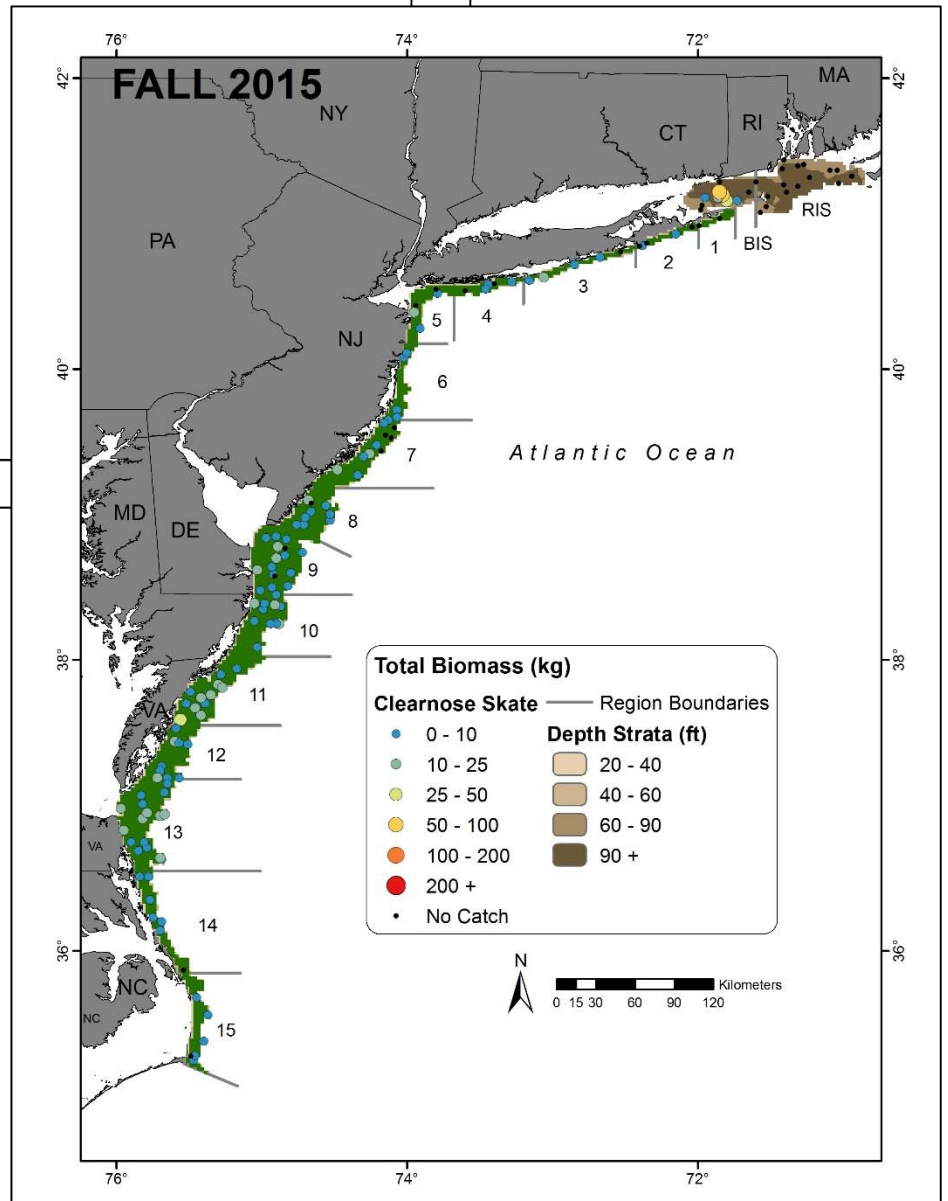 76°
74°
72°
FALL 2015
42°
42°
NY
MA
CT
RI
PA
RIS
BIS
1
2
3
4
5
NJ
40°
40°
6
Atlantic Ocean
7
MD
DE
8
9
10
38°
38°
Total Biomass (kg)
Clearnose Skate
Region Boundaries
0 - 10
Depth Strata (ft)
10 - 25
20 - 40
25 - 50
40 - 60
50 - 100
60 - 90
100 - 200
90 +
200 +
No Catch
11
VA
12
13
VA
14
36°
36°
N
Kilometers
0 15 30 60 90 120
NC
NC
15
76°
74°
72°